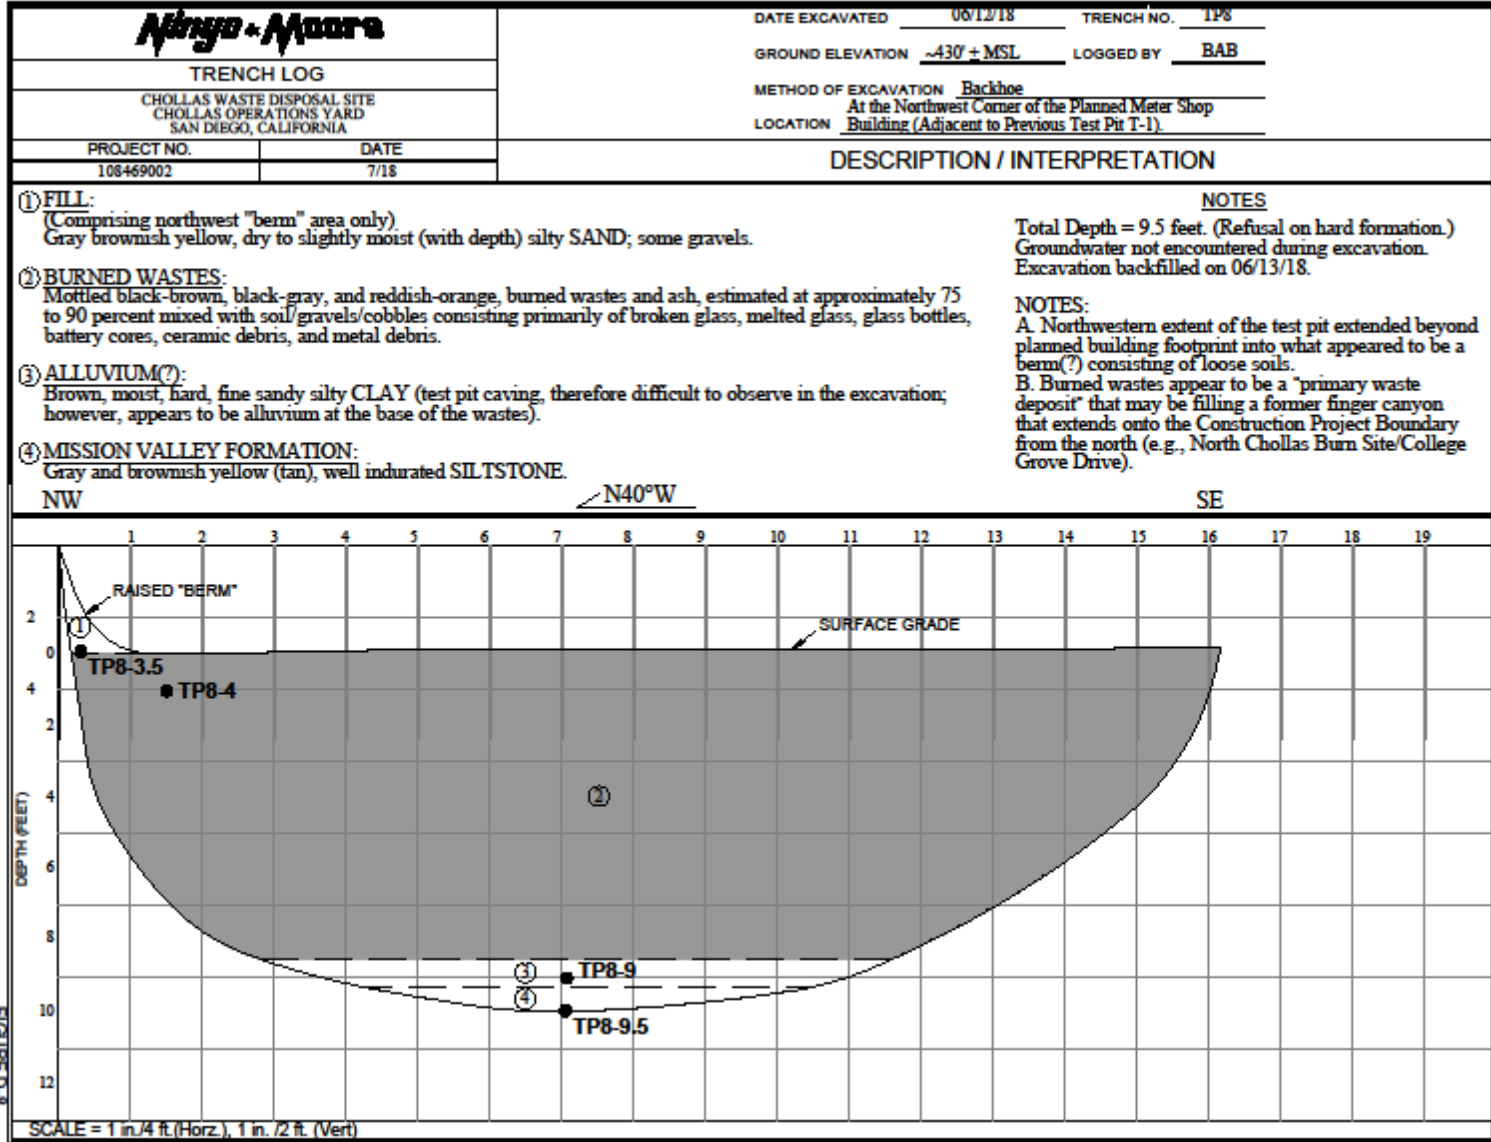 Ninyo & Moore
TRENCH LOG
CHOLLAS WASTE DISPOSAL SITE
CHOLLAS OPERATIONS YARD
SAN DIEGO, CALIFORNIA
PROJECT NO. DATE
108469002 7/18
DATE EXCAVATED 06/12/18 TRENCH NO. TP8
GROUND ELEVATION ~430' ± MSL LOGGED BY BAB
METHOD OF EXCAVATION Backhoe
At the Northwest Corner of the Planned Meter Shop
LOCATION Building (Adjacent to Previous Test Pit T-1).
DESCRIPTION / INTERPRETATION
① FILL:
(Comprising northwest "berm" area only)
Gray brownish yellow, dry to slightly moist (with depth) silty SAND; some gravels.
② BURNED WASTES:
Mottled black-brown, black-gray, and reddish-orange, burned wastes and ash, estimated at approximately 75
to 90 percent mixed with soil/gravels/cobbles consisting primarily of broken glass, melted glass, glass bottles,
battery cores, ceramic debris, and metal debris.
③ ALLUVIUM(?):
Brown, moist, hard, fine sandy silty CLAY (test pit caving, therefore difficult to observe in the excavation;
however, appears to be alluvium at the base of the wastes).
④ MISSION VALLEY FORMATION:
Gray and brownish yellow (tan), well indurated SILTSTONE.
NOTES
Total Depth = 9.5 feet. (Refusal on hard formation.)
Groundwater not encountered during excavation.
Excavation backfilled on 06/13/18.
NOTES:
A. Northwestern extent of the test pit extended beyond
planned building footprint into what appeared to be a
berm(?) consisting of loose soils.
B. Burned wastes appear to be a "primary waste
deposit" that may be filling a former finger canyon
that extends onto the Construction Project Boundary
from the north (e.g., North Chollas Burn Site/College
Grove Drive).
NW N40°W SE
1 2 3 4 5 6 7 8 9 10 11 12 13 14 15 16 17 18 19
RAISED "BERM"
2
①
SURFACE GRADE
0
TP8-3.5
4
TP8-4
2
4
②
DEPTH (FEET)
6
8
③ TP8-9
④
10
TP8-9.5
12
SCALE = 1 in./4 ft.(Horz.), 1 in. /2 ft. (Vert)